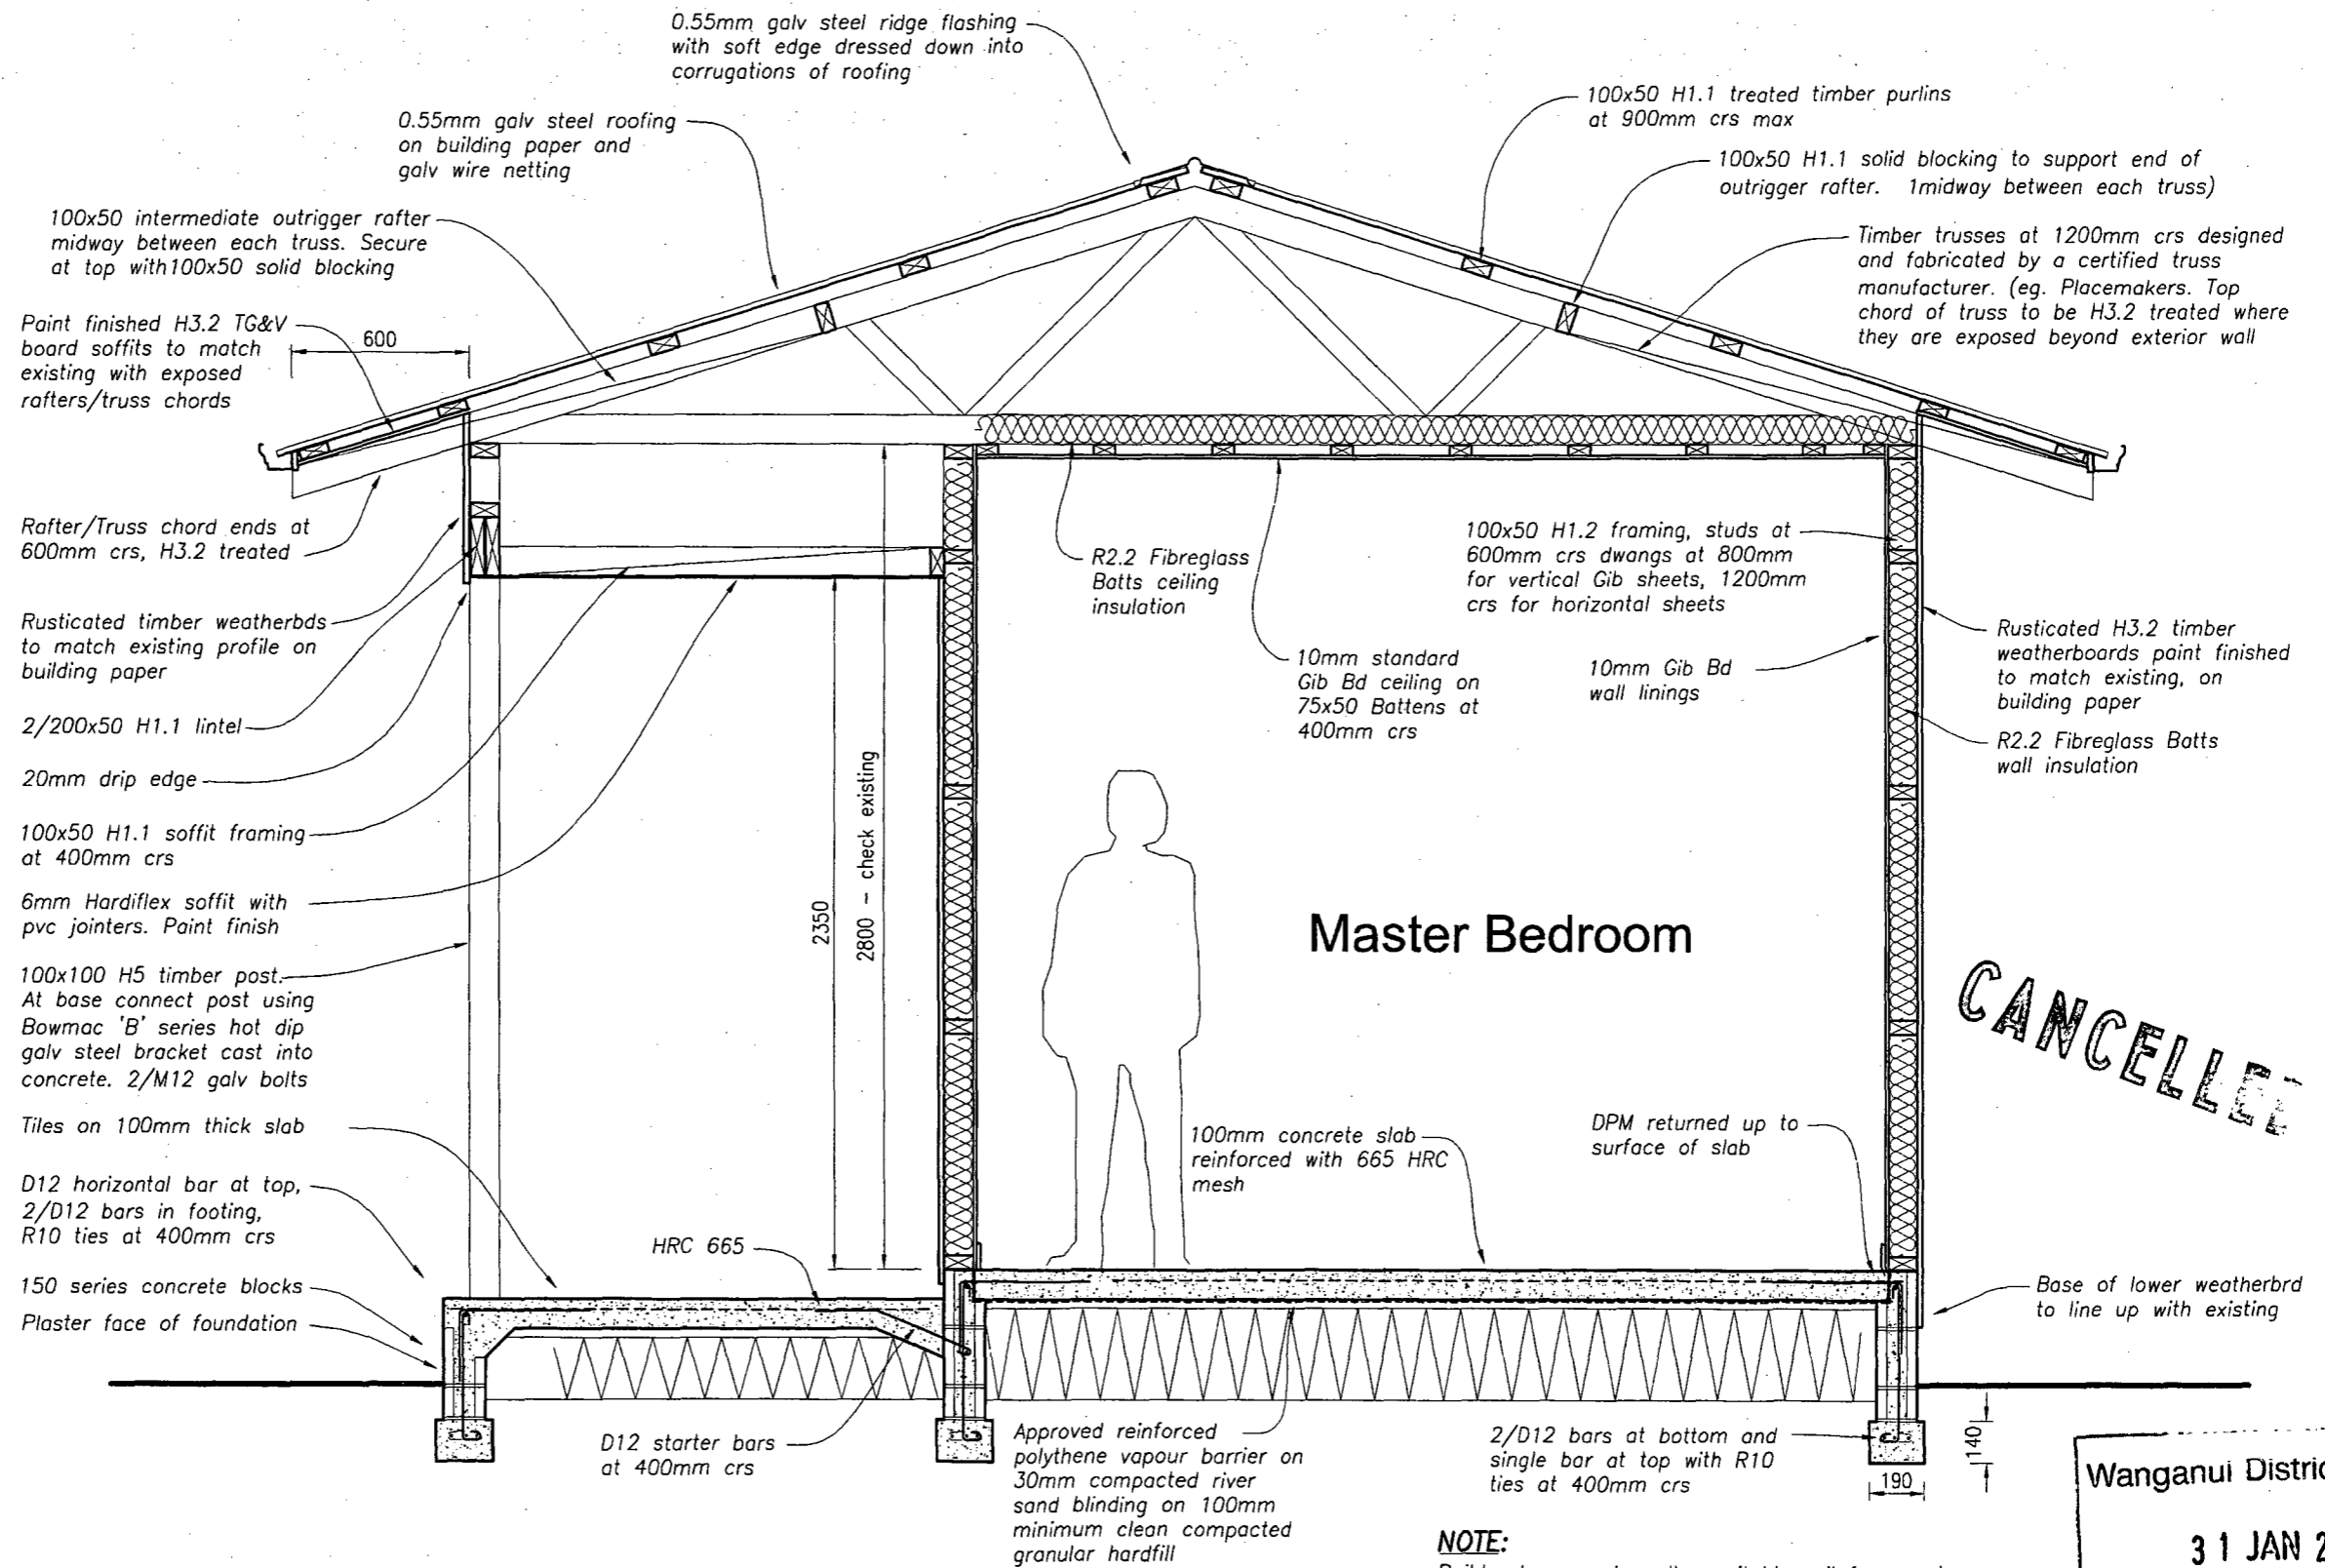 0.55mm galv steel ridge flashing
with soft edge dressed down into
corrugations of roofing
0.55mm galv steel roofing
on building paper and
galv wire netting
100x50 intermediate outrigger rafter
midway between each truss. Secure
at top with100x50 solid blocking
Paint finished H3.2 TG&V
board soffits to match
existing with exposed
rafters/truss chords
600
Rafter/Truss chord ends at
600mm crs, H3.2 treated
Rusticated timber weatherbds
to match existing profile on
building paper
2/200x50 H1.1 lintel
20mm drip edge
100x50 H1.1 soffit framing
at 400mm crs
6mm Hardiflex soffit with
pvc jointers. Paint finish
100x100 H5 timber post.
At base connect post using
Bowmac 'B' series hot dip
galv steel bracket cast into
concrete. 2/M12 galv bolts
Tiles on 100mm thick slab
D12 horizontal bar at top,
2/D12 bars in footing,
R10 ties at 400mm crs
150 series concrete blocks
Plaster face of foundation
100x50 H1.1 treated timber purlins
at 900mm crs max
100x50 H1.1 solid blocking to support end of
outrigger rafter. 1midway between each truss)
Timber trusses at 1200mm crs designed
and fabricated by a certified truss
manufacturer. (eg. Placemakers. Top
chord of truss to be H3.2 treated where
they are exposed beyond exterior wall
R2.2 Fibreglass
Batts ceiling
insulation
10mm standard
Gib Bd ceiling on
75x50 Battens at
400mm crs
100x50 H1.2 framing, studs at
600mm crs dwangs at 800mm
for vertical Gib sheets, 1200mm
crs for horizontal sheets
10mm Gib Bd
wall linings
Rusticated H3.2 timber
weatherboards paint finished
to match existing, on
building paper
R2.2 Fibreglass Batts
wall insulation
2350
2800 - check existing
Master Bedroom
CANCELLED
HRC 665
100mm concrete slab
reinforced with 665 HRC
mesh
DPM returned up to
surface of slab
Base of lower weatherbrd
to line up with existing
D12 starter bars
at 400mm crs
Approved reinforced
polythene vapour barrier on
30mm compacted river
sand blinding on 100mm
minimum clean compacted
granular hardfill
2/D12 bars at bottom and
single bar at top with R10
ties at 400mm crs
140
190
NOTE:
Wanganui Distric
31 JAN 2